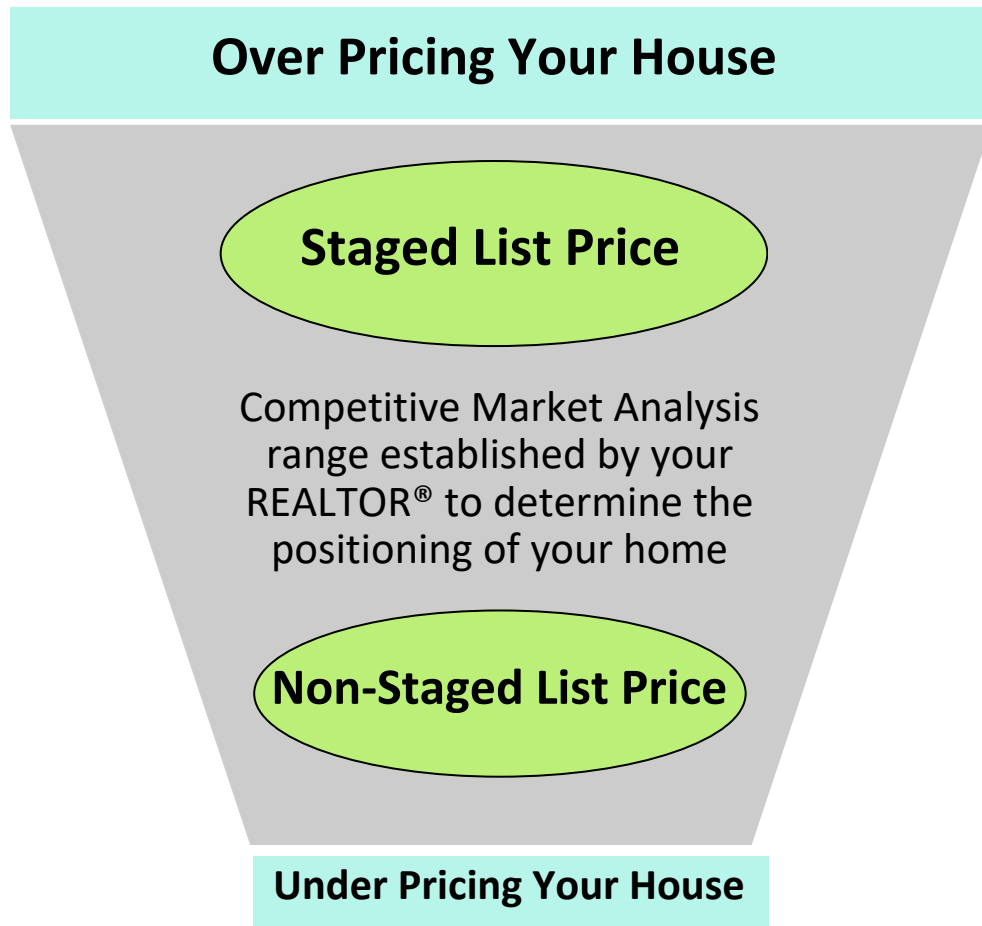 Over Pricing Your House
Staged List Price
Competitive Market Analysis
range established by your
REALTOR® to determine the
positioning of your home
Non-Staged List Price
Under Pricing Your House